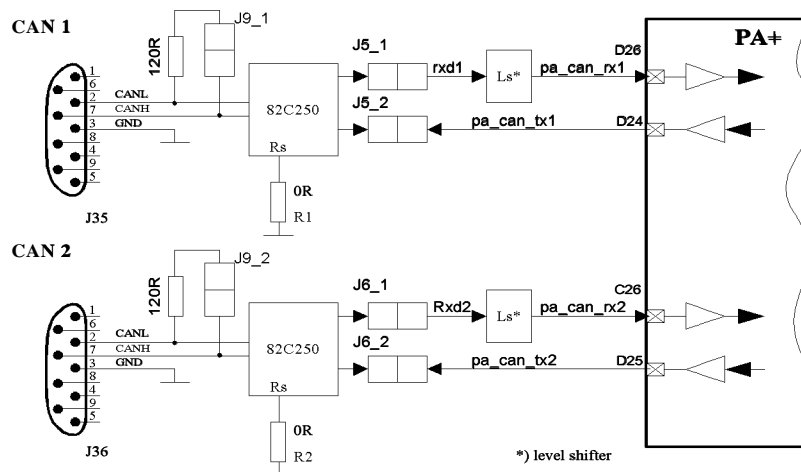 CAN 1
J9_1
120R
1
6
2
7
3
8
4
9
5
CANL
CANH
GND
J35
82C250
Rs
0R
R1
J5_1
rxd1
Ls*
pa_can_rx1
D26
PA+
J5_2
pa_can_tx1
D24
CAN 2
J9_2
120R
1
6
2
7
3
8
4
9
5
CANL
CANH
GND
J36
82C250
Rs
0R
R2
J6_1
Rxd2
Ls*
pa_can_rx2
C26
J6_2
pa_can_tx2
D25
*) level shifter